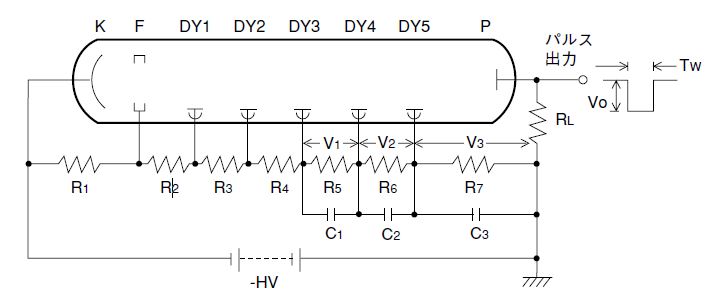 K F DY1 DY2 DY3 DY4 DY5 P
パルス
出力
Tw
Vo
RL
V1 V2 V3
R1 R2 R3 R4 R5 R6 R7
C1 C2 C3
-HV